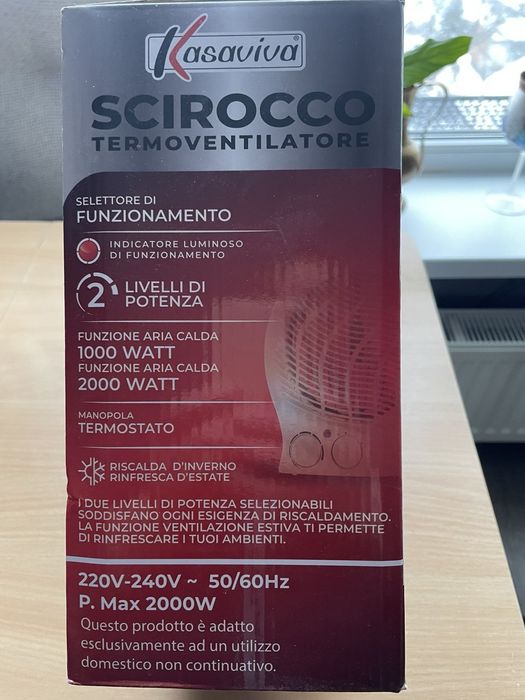 Kasaviva®
SCIROCCO
TERMOVENTILATORE
SELETTORE DI
FUNZIONAMENTO
INDICATORE LUMINOSO
DI FUNZIONAMENTO
2 LIVELLI DI
POTENZA
FUNZIONE ARIA CALDA
1000 WATT
FUNZIONE ARIA CALDA
2000 WATT
MANOPOLA
TERMOSTATO
RISCALDA D'INVERNO
RINFRESCA D'ESTATE
I DUE LIVELLI DI POTENZA SELEZIONABILI
SODDISFANO OGNI ESIGENZA DI RISCALDAMENTO.
LA FUNZIONE VENTILAZIONE ESTIVA TI PERMETTE
DI RINFRESCARE I TUOI AMBIENTI.
220V-240V ~ 50/60Hz
P. Max 2000W
Questo prodotto è adatto
esclusivamente ad un utilizzo
domestico non continuativo.